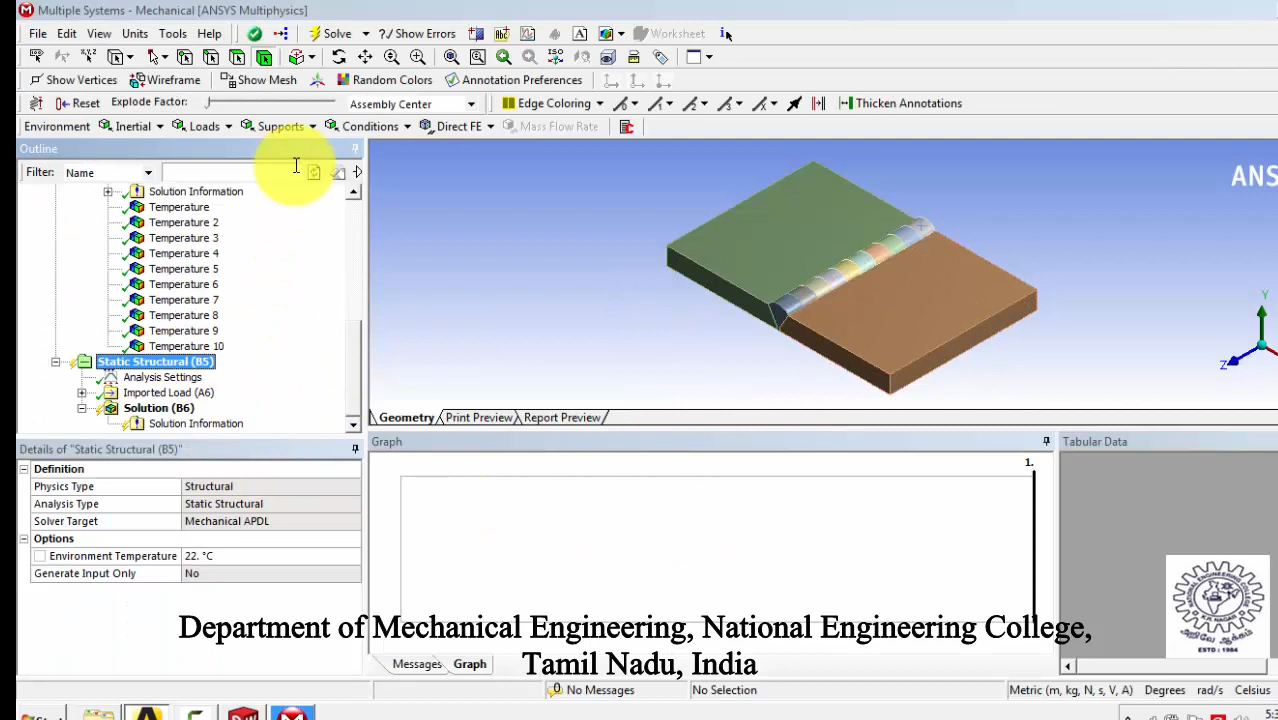 Multiple Systems - Mechanical [ANSYS Multiphysics]
File Edit View Units Tools Help Solve ?/ Show Errors Worksheet
Show Vertices Wireframe Show Mesh Random Colors Annotation Preferences
Reset Explode Factor: Assembly Center Edge Coloring Thicken Annotations
Environment Inertial Loads Supports Conditions Direct FE Mass Flow Rate
Outline
Filter: Name
Solution Information
Temperature
Temperature 2
Temperature 3
Temperature 4
Temperature 5
Temperature 6
Temperature 7
Temperature 8
Temperature 9
Temperature 10
Static Structural (B5)
Analysis Settings
Imported Load (A6)
Solution (B6)
Solution Information
ANS
Y
Z
Geometry Print Preview Report Preview
Details of "Static Structural (B5)"
Definition
Physics Type Structural
Analysis Type Static Structural
Solver Target Mechanical APDL
Options
Environment Temperature 22. °C
Generate Input Only No
Graph
1.
Tabular Data
Messages Graph
ESTD : 1984
Department of Mechanical Engineering, National Engineering College,
Tamil Nadu, India
0 No Messages No Selection Metric (m, kg, N, s, V, A) Degrees rad/s Celsius